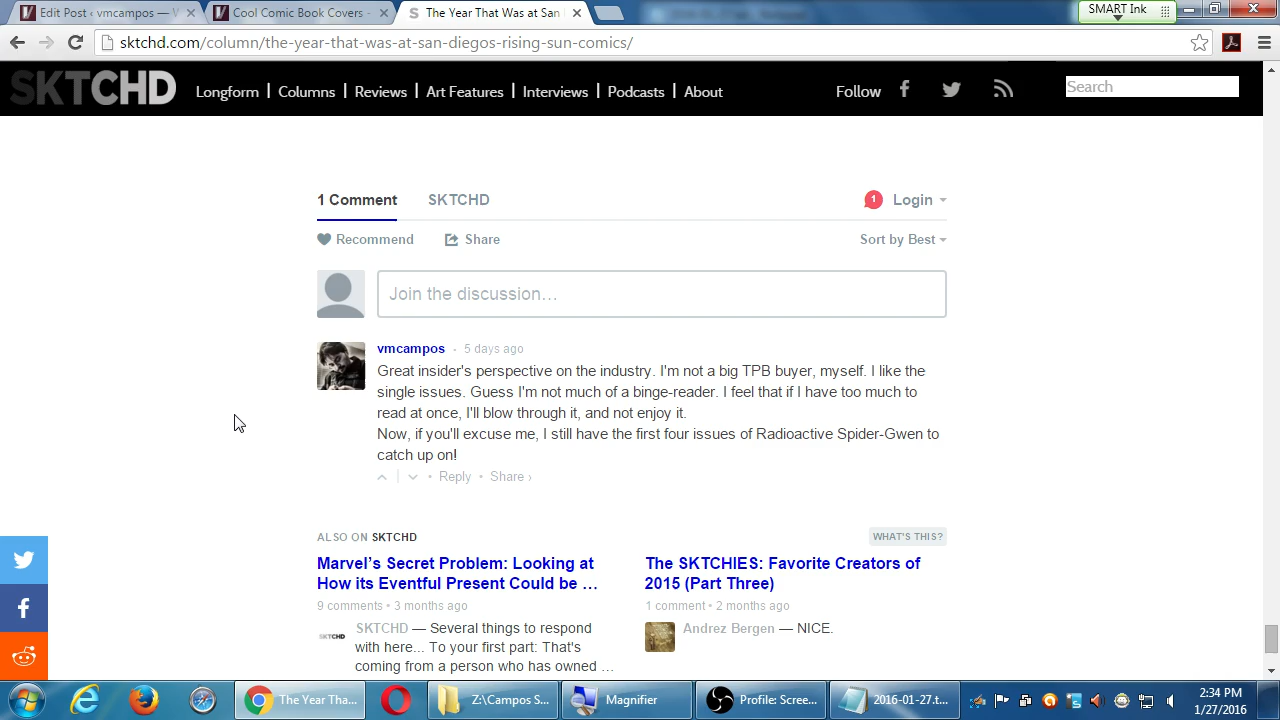 Edit Post ‹ vmcampos — W
Cool Comic Book Covers -
The Year That Was at San
SMART Ink
sktchd.com/column/the-year-that-was-at-san-diegos-rising-sun-comics/
SKTCHD
Longform | Columns | Reviews | Art Features | Interviews | Podcasts | About
Follow
Search
1 Comment
SKTCHD
1
Login
Recommend
Share
Sort by Best
Join the discussion…
vmcampos • 5 days ago
Great insider's perspective on the industry. I'm not a big TPB buyer, myself. I like the
single issues. Guess I'm not much of a binge-reader. I feel that if I have too much to
read at once, I'll blow through it, and not enjoy it.
Now, if you'll excuse me, I still have the first four issues of Radioactive Spider-Gwen to
catch up on!
• Reply • Share ›
ALSO ON SKTCHD
WHAT'S THIS?
Marvel's Secret Problem: Looking at
How its Eventful Present Could be …
9 comments • 3 months ago
SKTCHD — Several things to respond
with here... To your first part: That's
coming from a person who has owned …
The SKTCHIES: Favorite Creators of
2015 (Part Three)
1 comment • 2 months ago
Andrez Bergen — NICE.
The Year Tha...
Z:\Campos S...
Magnifier
Profile: Scree...
2016-01-27.t...
2:34 PM
1/27/2016